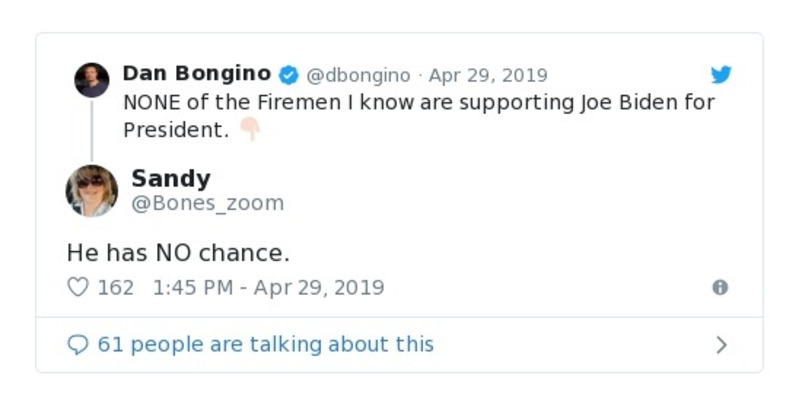 Dan Bongino @dbongino · Apr 29, 2019
NONE of the Firemen I know are supporting Joe Biden for
President. 👇🏻
Sandy
@Bones_zoom
He has NO chance.
162 1:45 PM - Apr 29, 2019
61 people are talking about this